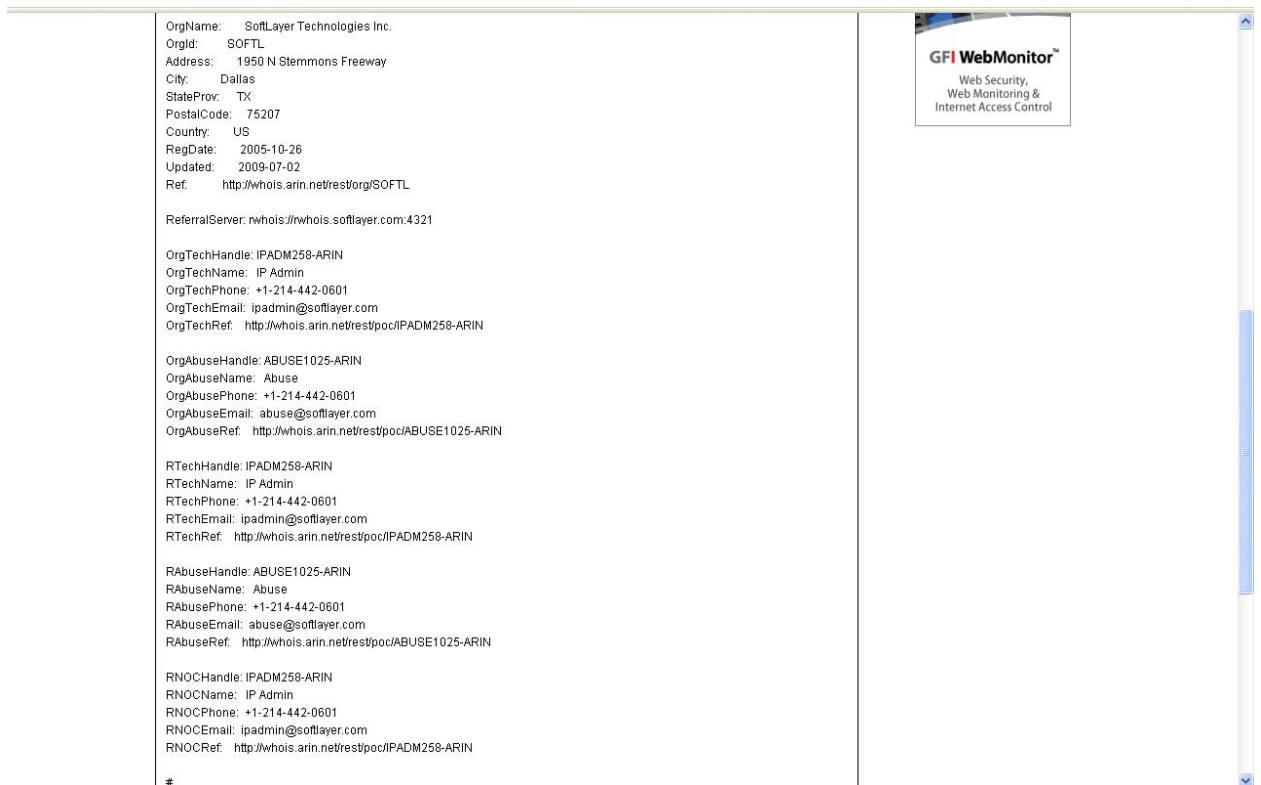 OrgName: SoftLayer Technologies Inc.
OrgId: SOFTL
Address: 1950 N Stemmons Freeway
City: Dallas
StateProv: TX
PostalCode: 75207
Country: US
RegDate: 2005-10-26
Updated: 2009-07-02
Ref: http://whois.arin.net/rest/org/SOFTL
ReferralServer: rwhois://rwhois.softlayer.com:4321
OrgTechHandle: IPADM258-ARIN
OrgTechName: IP Admin
OrgTechPhone: +1-214-442-0601
OrgTechEmail: ipadmin@softlayer.com
OrgTechRef: http://whois.arin.net/rest/poc/IPADM258-ARIN
OrgAbuseHandle: ABUSE1025-ARIN
OrgAbuseName: Abuse
OrgAbusePhone: +1-214-442-0601
OrgAbuseEmail: abuse@softlayer.com
OrgAbuseRef: http://whois.arin.net/rest/poc/ABUSE1025-ARIN
RTechHandle: IPADM258-ARIN
RTechName: IP Admin
RTechPhone: +1-214-442-0601
RTechEmail: ipadmin@softlayer.com
RTechRef: http://whois.arin.net/rest/poc/IPADM258-ARIN
RAbuseHandle: ABUSE1025-ARIN
RAbuseName: Abuse
RAbusePhone: +1-214-442-0601
RAbuseEmail: abuse@softlayer.com
RAbuseRef: http://whois.arin.net/rest/poc/ABUSE1025-ARIN
RNOCHandle: IPADM258-ARIN
RNOCName: IP Admin
RNOCPhone: +1-214-442-0601
RNOCEmail: ipadmin@softlayer.com
RNOCRef: http://whois.arin.net/rest/poc/IPADM258-ARIN
#
GFI WebMonitor™
Web Security,
Web Monitoring &
Internet Access Control